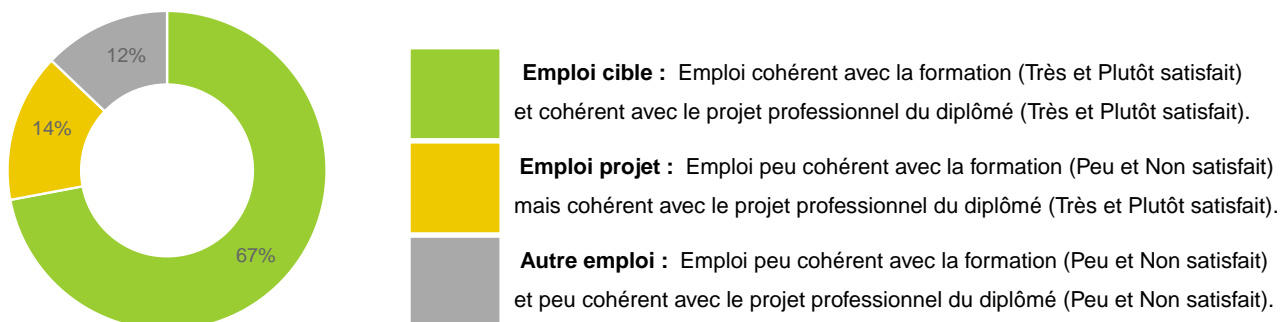 12%
14%
67%
Emploi cible : Emploi cohérent avec la formation (Très et Plutôt satisfait)
et cohérent avec le projet professionnel du diplômé (Très et Plutôt satisfait).
Emploi projet : Emploi peu cohérent avec la formation (Peu et Non satisfait)
mais cohérent avec le projet professionnel du diplômé (Très et Plutôt satisfait).
Autre emploi : Emploi peu cohérent avec la formation (Peu et Non satisfait)
et peu cohérent avec le projet professionnel du diplômé (Peu et Non satisfait).